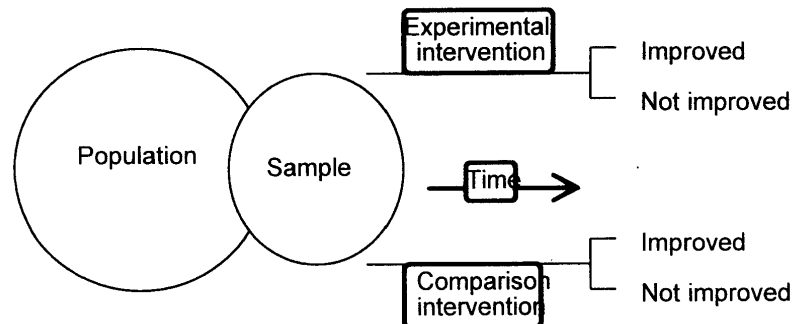 Experimental
intervention
Improved
Not improved
Population
Sample
Time
Improved
Not improved
Comparison
intervention